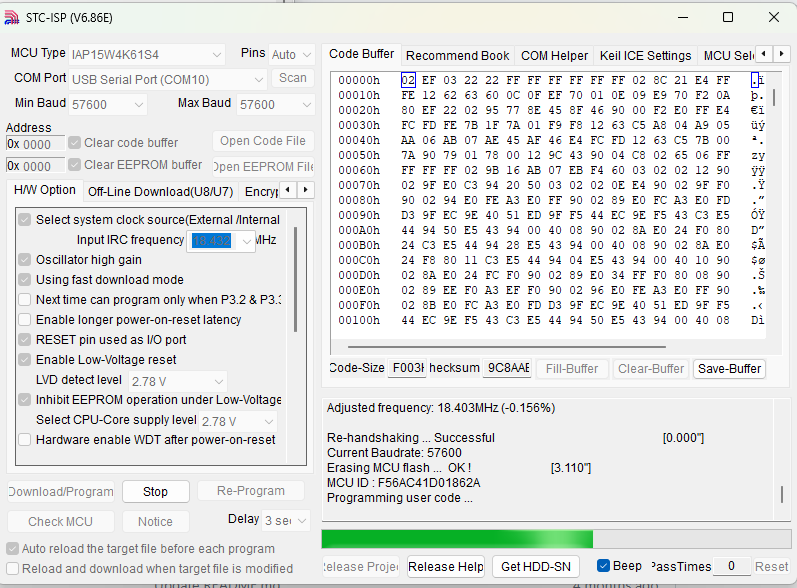 STC-ISP (V6.86E)
MCU Type IAP15W4K61S4 Pins Auto
COM Port USB Serial Port (COM10) Scan
Min Baud 57600 Max Baud 57600
Address
0x 0000 Clear code buffer Open Code File
0x 0000 Clear EEPROM buffer Open EEPROM File
H/W Option Off-Line Download(U8/U7) Encryp
Select system clock source(External /Internal
Input IRC frequency 18.432 MHz
Oscillator high gain
Using fast download mode
Next time can program only when P3.2 & P3.3
Enable longer power-on-reset latency
RESET pin used as I/O port
Enable Low-Voltage reset
LVD detect level 2.78 V
Inhibit EEPROM operation under Low-Voltage
Select CPU-Core supply level 2.78 V
Hardware enable WDT after power-on-reset
Download/Program Stop Re-Program
Check MCU Notice Delay 3 sec
Auto reload the target file before each program
Reload and download when target file is modified
Code Buffer Recommend Book COM Helper Keil ICE Settings MCU Sele
00000h 02 EF 03 22 22 FF FF FF FF FF FF 02 8C 21 E4 FF .ï
00010h FE 12 62 63 60 0C 0F EF 70 01 0E 09 E9 70 F2 0A þ.
00020h 80 EF 22 02 95 77 8E 45 8F 46 90 00 F2 E0 FF E4 €ï
00030h FC FD FE 7B 1F 7A 01 F9 F8 12 63 C5 A8 04 A9 05 üý
00040h AA 06 AB 07 AE 45 AF 46 E4 FC FD 12 63 C5 7B 00 ª.
00050h 7A 90 79 01 78 00 12 9C 43 90 04 C8 02 65 06 FF zy
00060h FF FF FF 02 9B 16 AB 07 EB F4 60 03 02 02 12 90 ÿÿ
00070h 02 9F E0 C3 94 20 50 03 02 02 0E E4 90 02 9F F0 .Ÿ
00080h 90 02 94 E0 FE A3 E0 FF 90 02 89 E0 FC A3 E0 FD .”
00090h D3 9F EC 9E 40 51 ED 9F F5 44 EC 9E F5 43 C3 E5 ÓŸ
000A0h 44 94 50 E5 43 94 00 40 08 90 02 8A E0 24 F0 80 D”
000B0h 24 C3 E5 44 94 28 E5 43 94 00 40 08 90 02 8A E0 $Ã
000C0h 24 F8 80 11 C3 E5 44 94 04 E5 43 94 00 40 10 90 $ø
000D0h 02 8A E0 24 FC F0 90 02 89 E0 34 FF F0 80 08 90 .Š
000E0h 02 89 EE F0 A3 EF F0 90 02 96 E0 FE A3 E0 FF 90 .‰
000F0h 02 8B E0 FC A3 E0 FD D3 9F EC 9E 40 51 ED 9F F5 .‹
00100h 44 EC 9E F5 43 C3 E5 44 94 50 E5 43 94 00 40 08 Dì
Code-Size F003H hecksum 9C8AAE Fill-Buffer Clear-Buffer Save-Buffer
Adjusted frequency: 18.403MHz (-0.156%)
Re-handshaking ... Successful [0.000"]
Current Baudrate: 57600
Erasing MCU flash ... OK ! [3.110"]
MCU ID : F56AC41D01862A
Programming user code ...
Release Projec Release Help Get HDD-SN Beep PassTimes 0 Reset